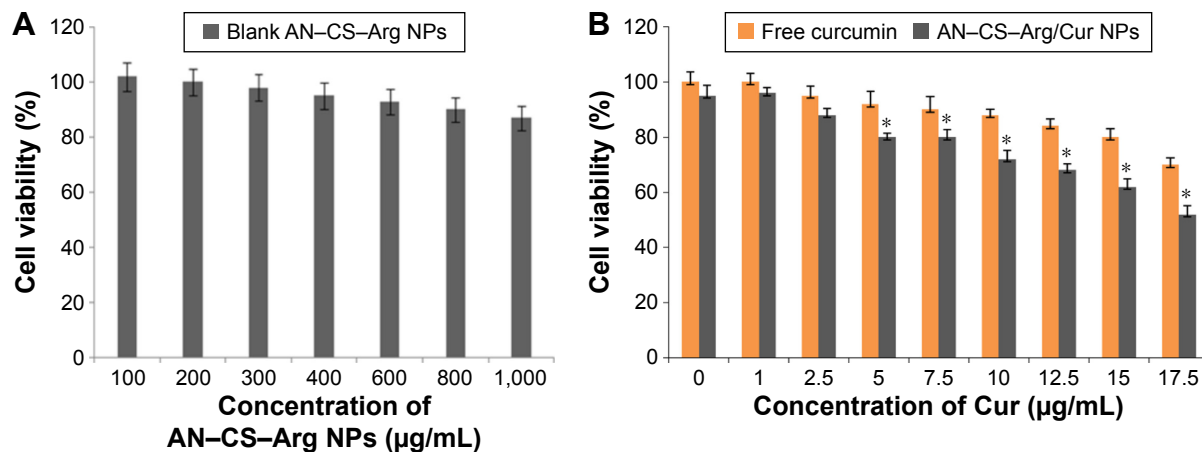 A
Blank AN–CS–Arg NPs
120
100
80
60
40
20
0
Cell viability (%)
100 200 300 400 600 800 1,000
Concentration of
AN–CS–Arg NPs (µg/mL)
B
Free curcumin AN–CS–Arg/Cur NPs
120
100
80
60
40
20
0
Cell viability (%)
* * * * * *
0 1 2.5 5 7.5 10 12.5 15 17.5
Concentration of Cur (µg/mL)